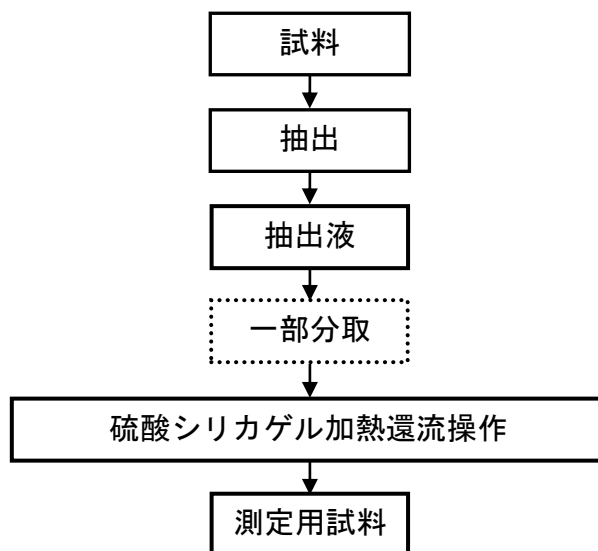 試料
抽出
抽出液
一部分取
硫酸シリカゲル加熱還流操作
測定用試料